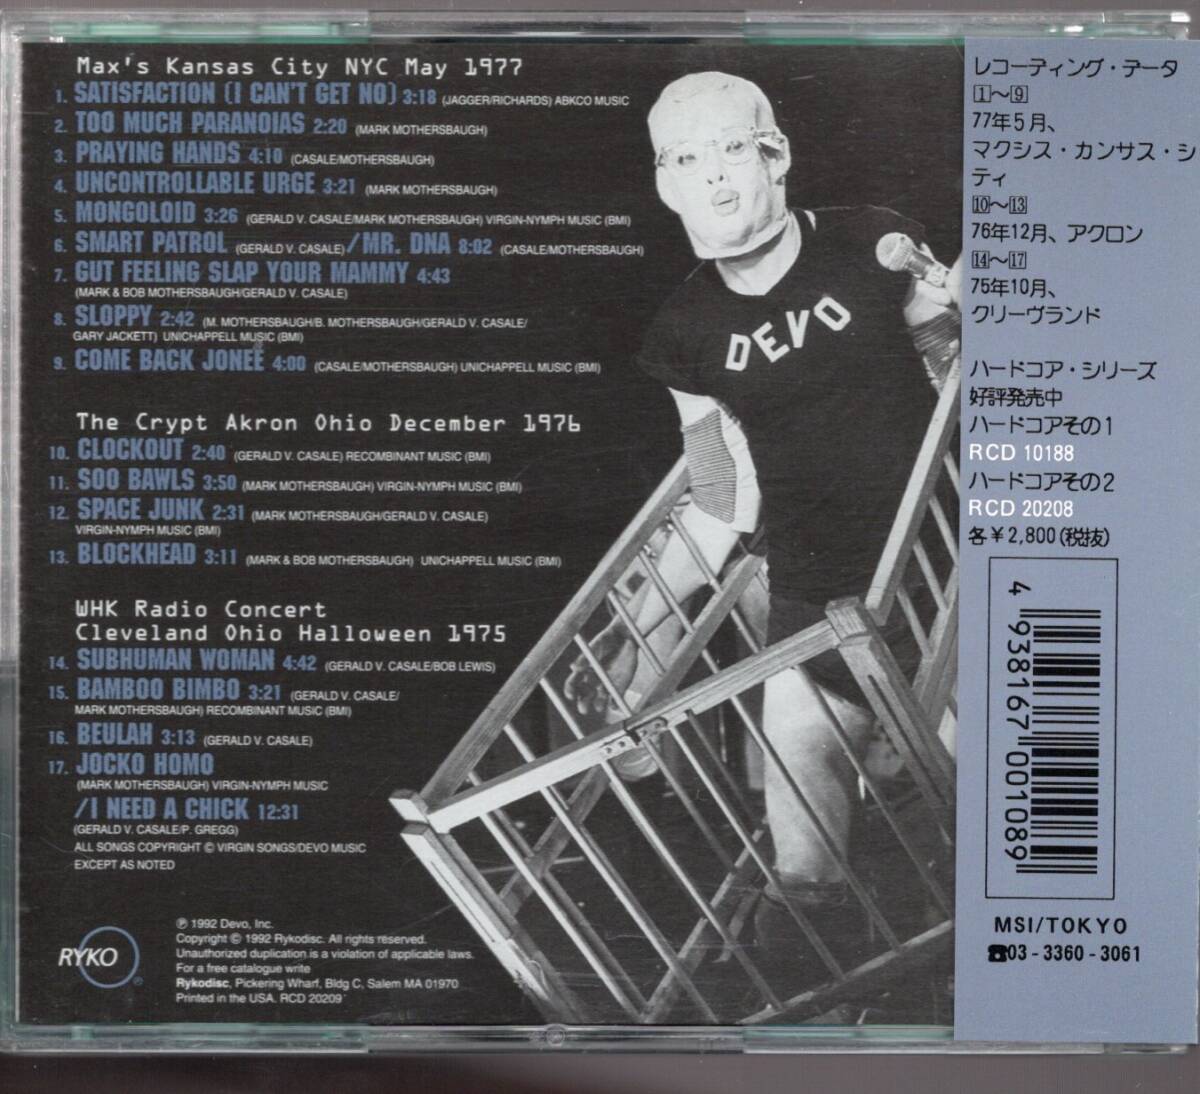 Max's Kansas City NYC May 1977
1. SATISFACTION (I CAN'T GET NO) 3:18 (JAGGER/RICHARDS) ABKCO MUSIC
2. TOO MUCH PARANOIAS 2:20 (MARK MOTHERSBAUGH)
3. PRAYING HANDS 4:10 (CASALE/MOTHERSBAUGH)
4. UNCONTROLLABLE URGE 3:21 (MARK MOTHERSBAUGH)
5. MONGOLOID 3:26 (GERALD V. CASALE/MARK MOTHERSBAUGH) VIRGIN-NYMPH MUSIC (BMI)
6. SMART PATROL (GERALD V. CASALE)/MR. DNA 8:02 (CASALE/MOTHERSBAUGH)
7. GUT FEELING SLAP YOUR MAMMY 4:43
(MARK & BOB MOTHERSBAUGH/GERALD V. CASALE)
8. SLOPPY 2:42 (M. MOTHERSBAUGH/B. MOTHERSBAUGH/GERALD V. CASALE/
GARY JACKETT) UNICHAPPELL MUSIC (BMI)
9. COME BACK JONEE 4:00 (CASALE/MOTHERSBAUGH) UNICHAPPELL MUSIC (BMI)
The Crypt Akron Ohio December 1976
10. CLOCKOUT 2:40 (GERALD V. CASALE) RECOMBINANT MUSIC (BMI)
11. SOO BAWLS 3:50 (MARK MOTHERSBAUGH) VIRGIN-NYMPH MUSIC (BMI)
12. SPACE JUNK 2:31 (MARK MOTHERSBAUGH/GERALD V. CASALE)
VIRGIN-NYMPH MUSIC (BMI)
13. BLOCKHEAD 3:11 (MARK & BOB MOTHERSBAUGH) UNICHAPPELL MUSIC (BMI)
WHK Radio Concert
Cleveland Ohio Halloween 1975
14. SUBHUMAN WOMAN 4:42 (GERALD V. CASALE/BOB LEWIS)
15. BAMBOO BIMBO 3:21 (GERALD V. CASALE/
MARK MOTHERSBAUGH) RECOMBINANT MUSIC (BMI)
16. BEULAH 3:13 (GERALD V. CASALE)
17. JOCKO HOMO
(MARK MOTHERSBAUGH) VIRGIN-NYMPH MUSIC
/I NEED A CHICK 12:31
(GERALD V. CASALE/P. GREGG)
ALL SONGS COPYRIGHT © VIRGIN SONGS/DEVO MUSIC
EXCEPT AS NOTED
RYKO
℗ 1992 Devo, Inc.
Copyright © 1992 Rykodisc. All rights reserved.
Unauthorized duplication is a violation of applicable laws.
For a free catalogue write
Rykodisc, Pickering Wharf, Bldg C, Salem MA 01970
Printed in the USA. RCD 20209
DEVO
レコーディング・データ
1～9
77年5月、
マクシス・カンサス・シ
ティ
10～13
76年12月、アクロン
14～17
75年10月、
クリーヴランド
ハードコア・シリーズ
好評発売中
ハードコアその1
RCD 10188
ハードコアその2
RCD 20208
各￥2,800(税抜)
4 938167 001089
MSI/TOKYO
☎03-3360-3061